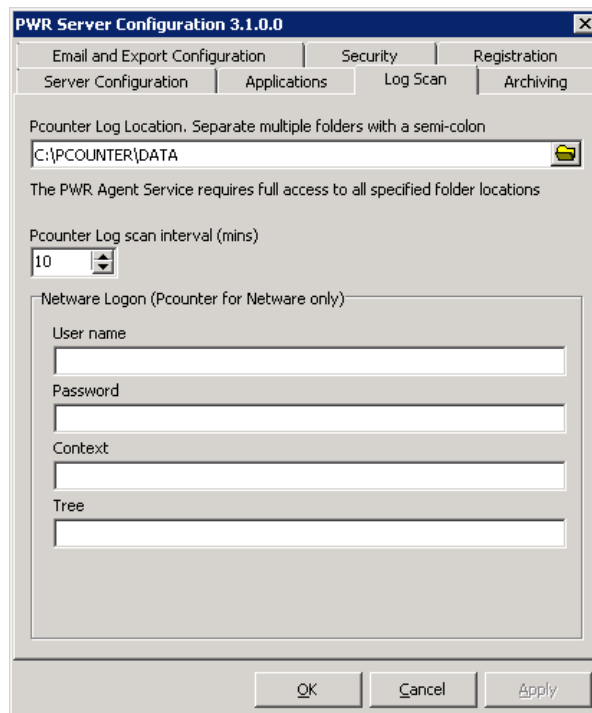 PWR Server Configuration 3.1.0.0
Email and Export Configuration
Security
Registration
Server Configuration
Applications
Log Scan
Archiving
Pcounter Log Location. Separate multiple folders with a semi-colon
C:\PCOUNTER\DATA
The PWR Agent Service requires full access to all specified folder locations
Pcounter Log scan interval (mins)
10
Netware Logon (Pcounter for Netware only)
User name
Password
Context
Tree
OK
Cancel
Apply